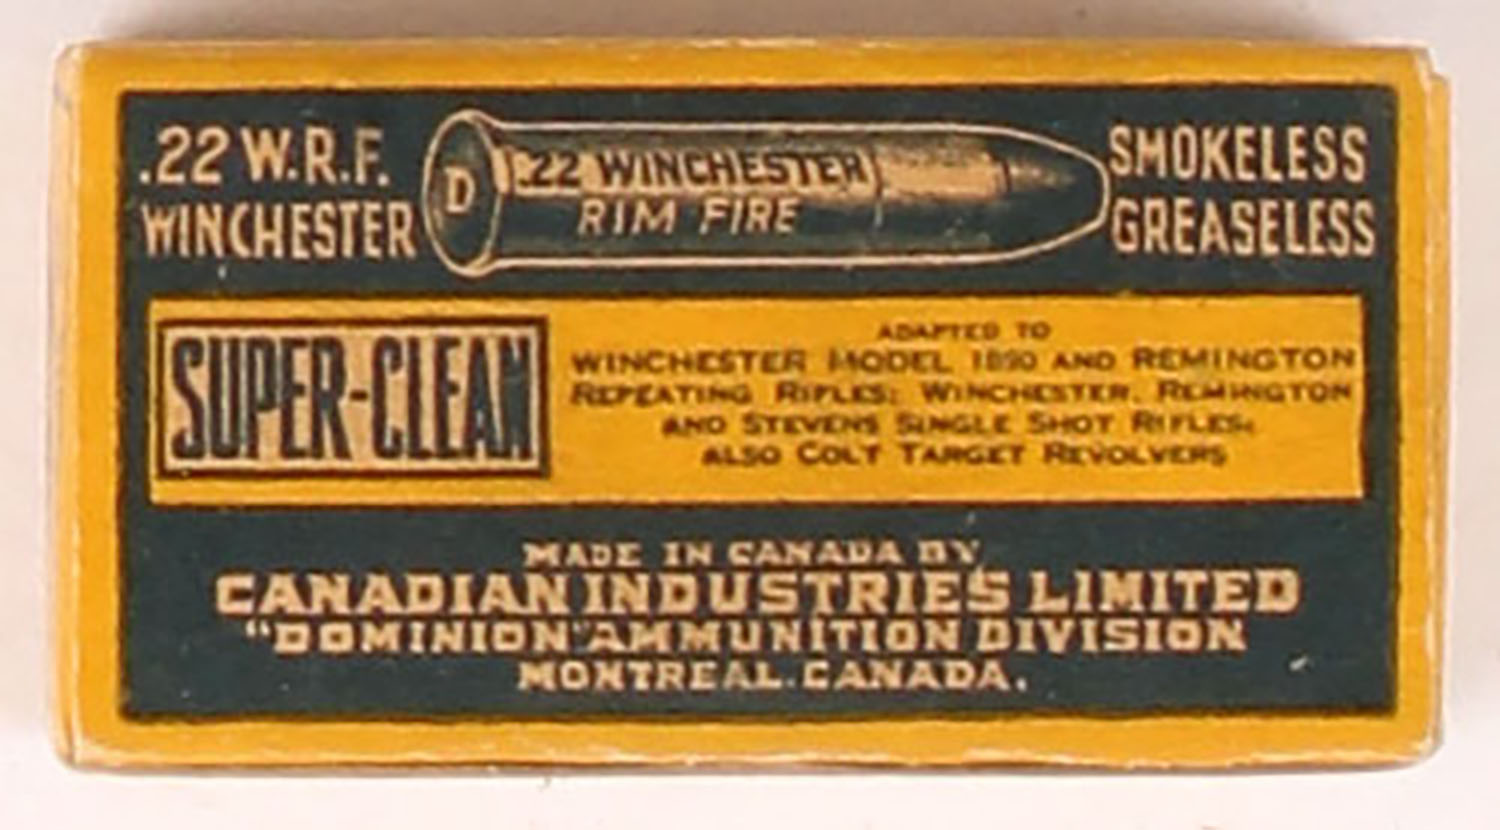 .22 W.R.F.
WINCHESTER
D
.22 WINCHESTER
RIM FIRE
SMOKELESS
GREASELESS
SUPER-CLEAN
ADAPTED TO
WINCHESTER MODEL 1890 AND REMINGTON
REPEATING RIFLES; WINCHESTER, REMINGTON
AND STEVENS SINGLE SHOT RIFLES;
ALSO COLT TARGET REVOLVERS
MADE IN CANADA BY
CANADIAN INDUSTRIES LIMITED
"DOMINION" AMMUNITION DIVISION
MONTREAL.CANADA.